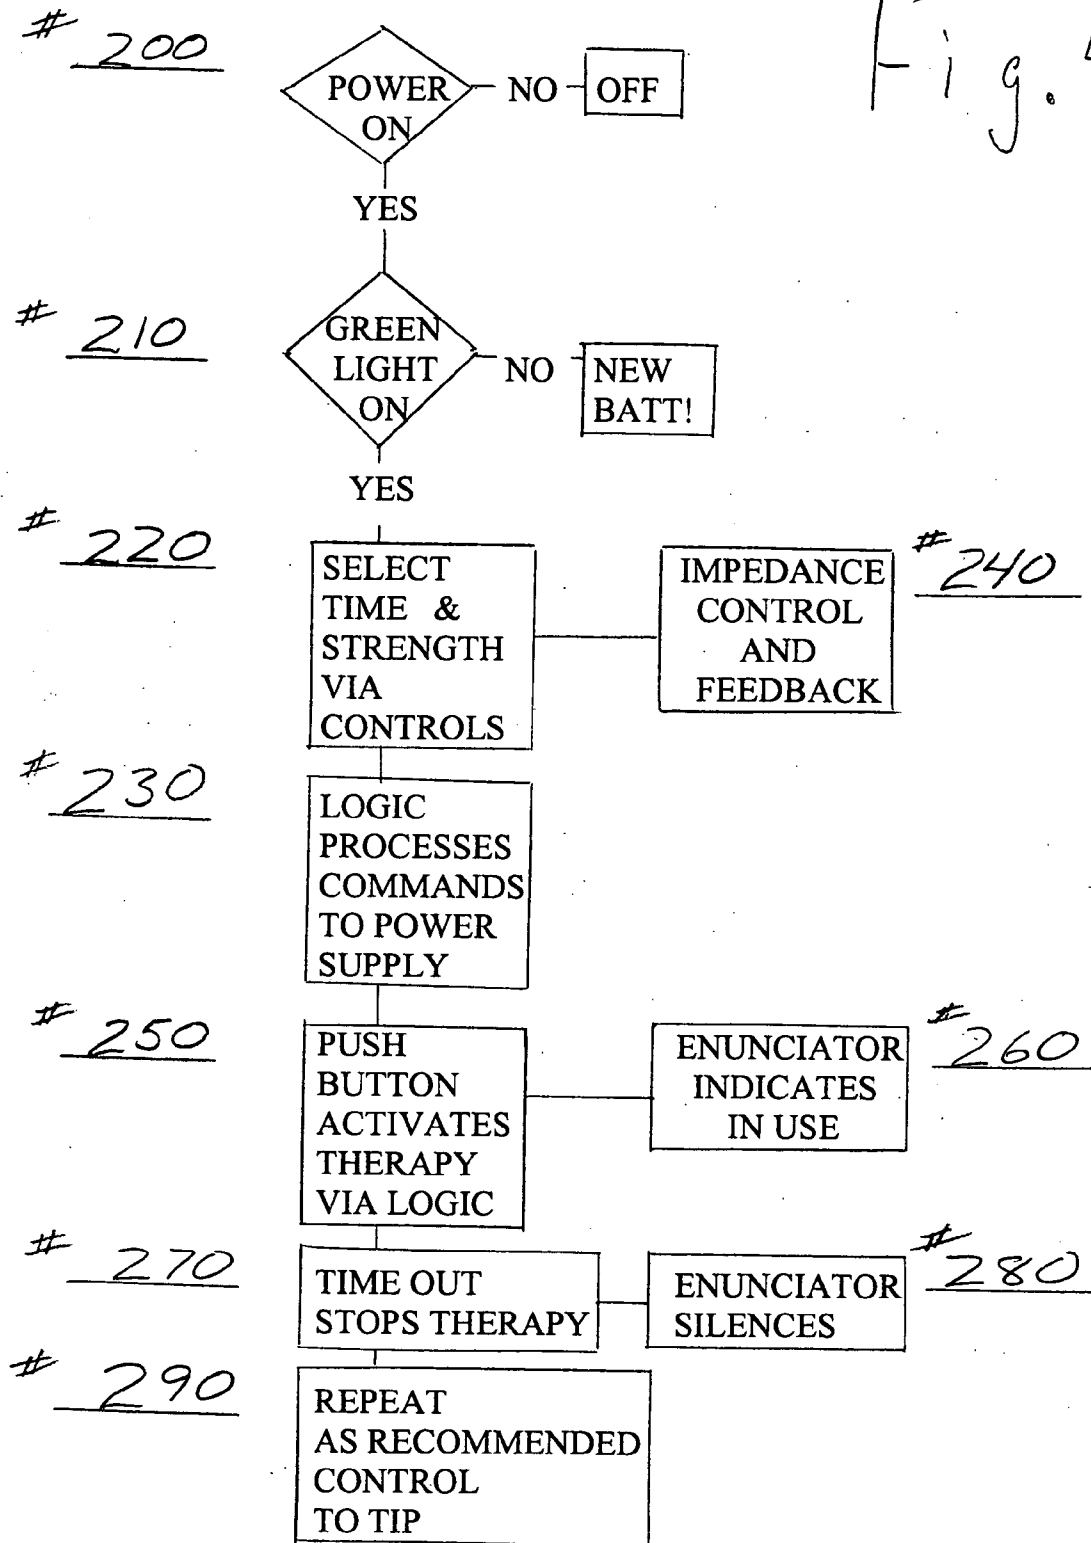 # 200
Fig.
POWER
ON
NO
OFF
YES
# 210
GREEN
LIGHT
ON
NO
NEW
BATT!
YES
# 220
SELECT
TIME &
STRENGTH
VIA
CONTROLS
IMPEDANCE
CONTROL
AND
FEEDBACK
# 240
# 230
LOGIC
PROCESSES
COMMANDS
TO POWER
SUPPLY
# 250
PUSH
BUTTON
ACTIVATES
THERAPY
VIA LOGIC
ENUNCIATOR
INDICATES
IN USE
# 260
# 270
TIME OUT
STOPS THERAPY
ENUNCIATOR
SILENCES
# 280
# 290
REPEAT
AS RECOMMENDED
CONTROL
TO TIP